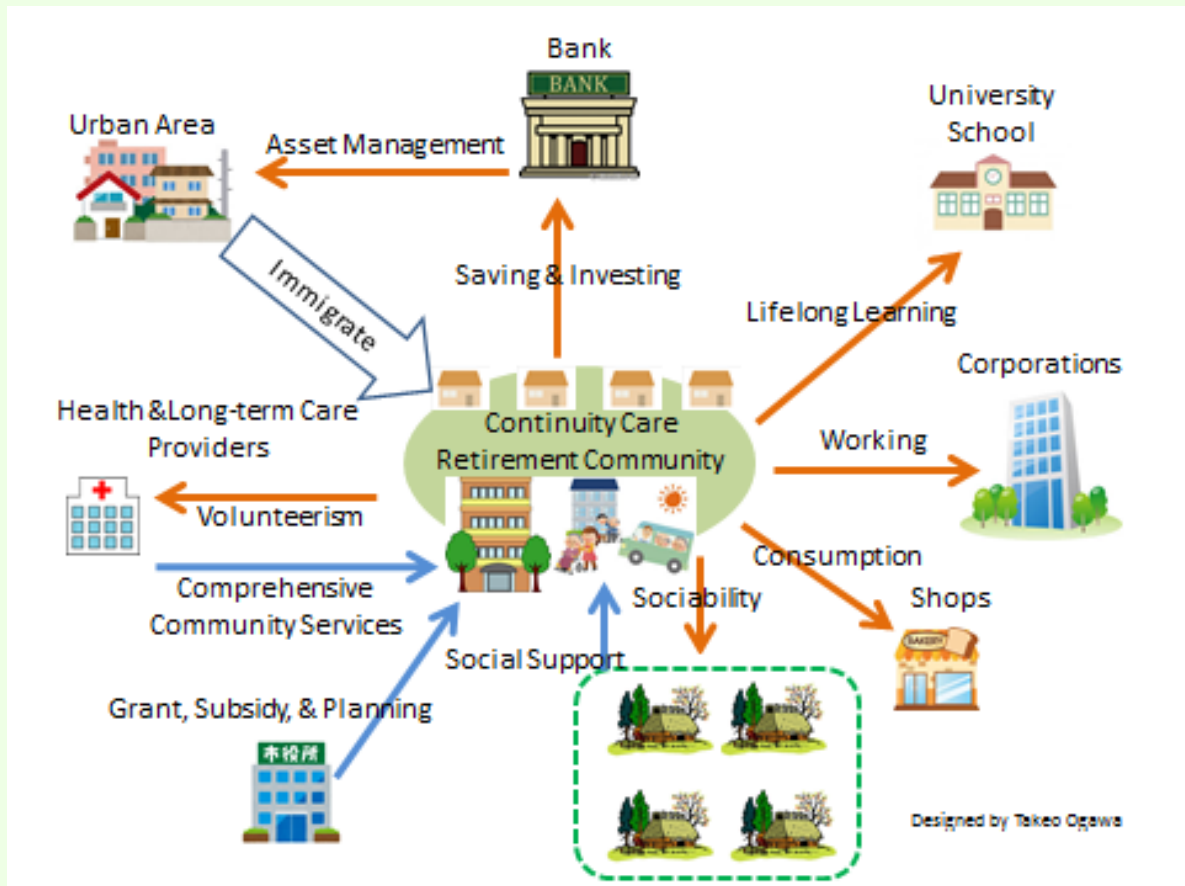 Bank
BANK
University
School
Urban Area
Asset Management
Immigrate
Saving & Investing
Lifelong Learning
Corporations
Health &Long-term Care
Providers
Continuity Care
Retirement Community
Working
Volunteerism
Consumption
Comprehensive
Community Services
Sociability
Shops
BAKERY
Social Support
Grant, Subsidy, & Planning
市役所
Designed by Takeo Ogawa